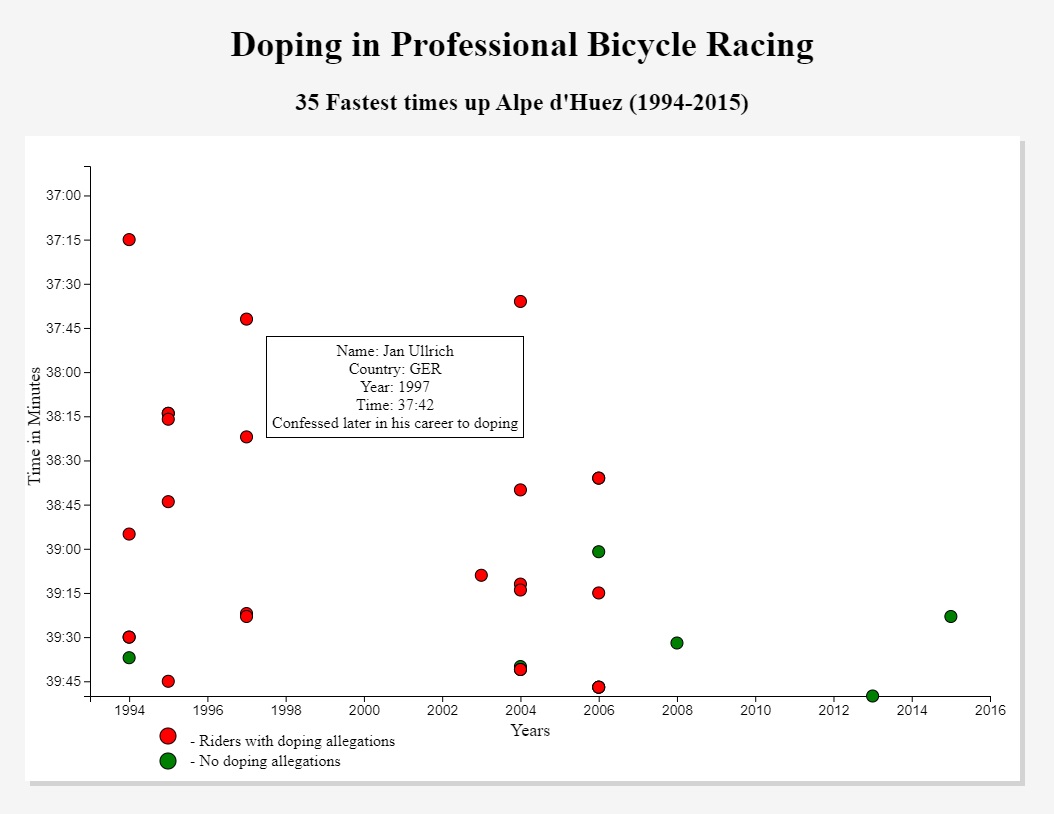 Doping in Professional Bicycle Racing
35 Fastest times up Alpe d'Huez (1994-2015)
37:00
37:15
37:30
37:45
38:00
38:15
38:30
38:45
39:00
39:15
39:30
39:45
Time in Minutes
Name: Jan Ullrich
Country: GER
Year: 1997
Time: 37:42
Confessed later in his career to doping
1994 1996 1998 2000 2002 2004 2006 2008 2010 2012 2014 2016
Years
- Riders with doping allegations
- No doping allegations